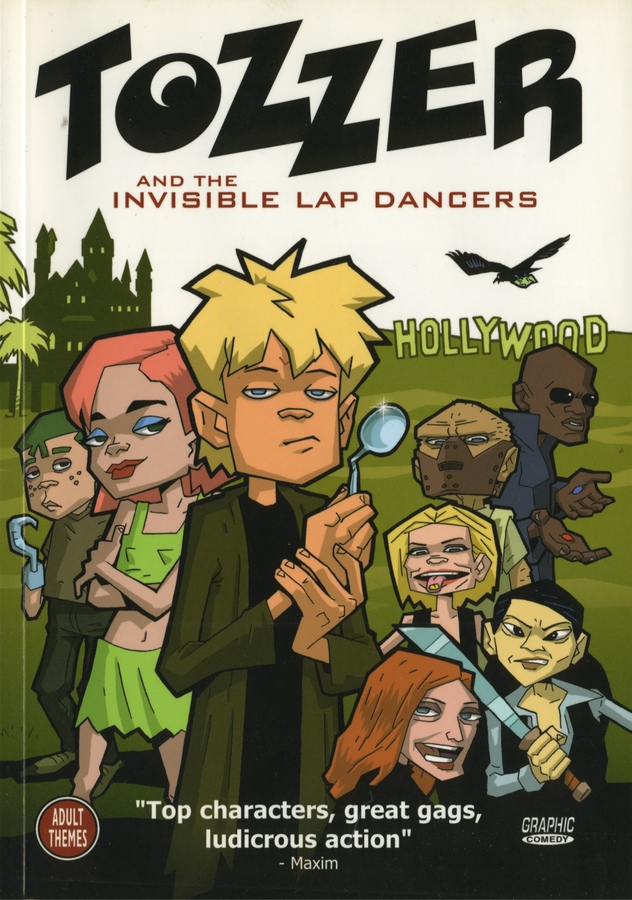 TOZZER
AND THE
INVISIBLE LAP DANCERS
HOLLYWOOD
"Top characters, great gags,
ludicrous action"
- Maxim
ADULT
THEMES
GRAPHIC
COMEDY